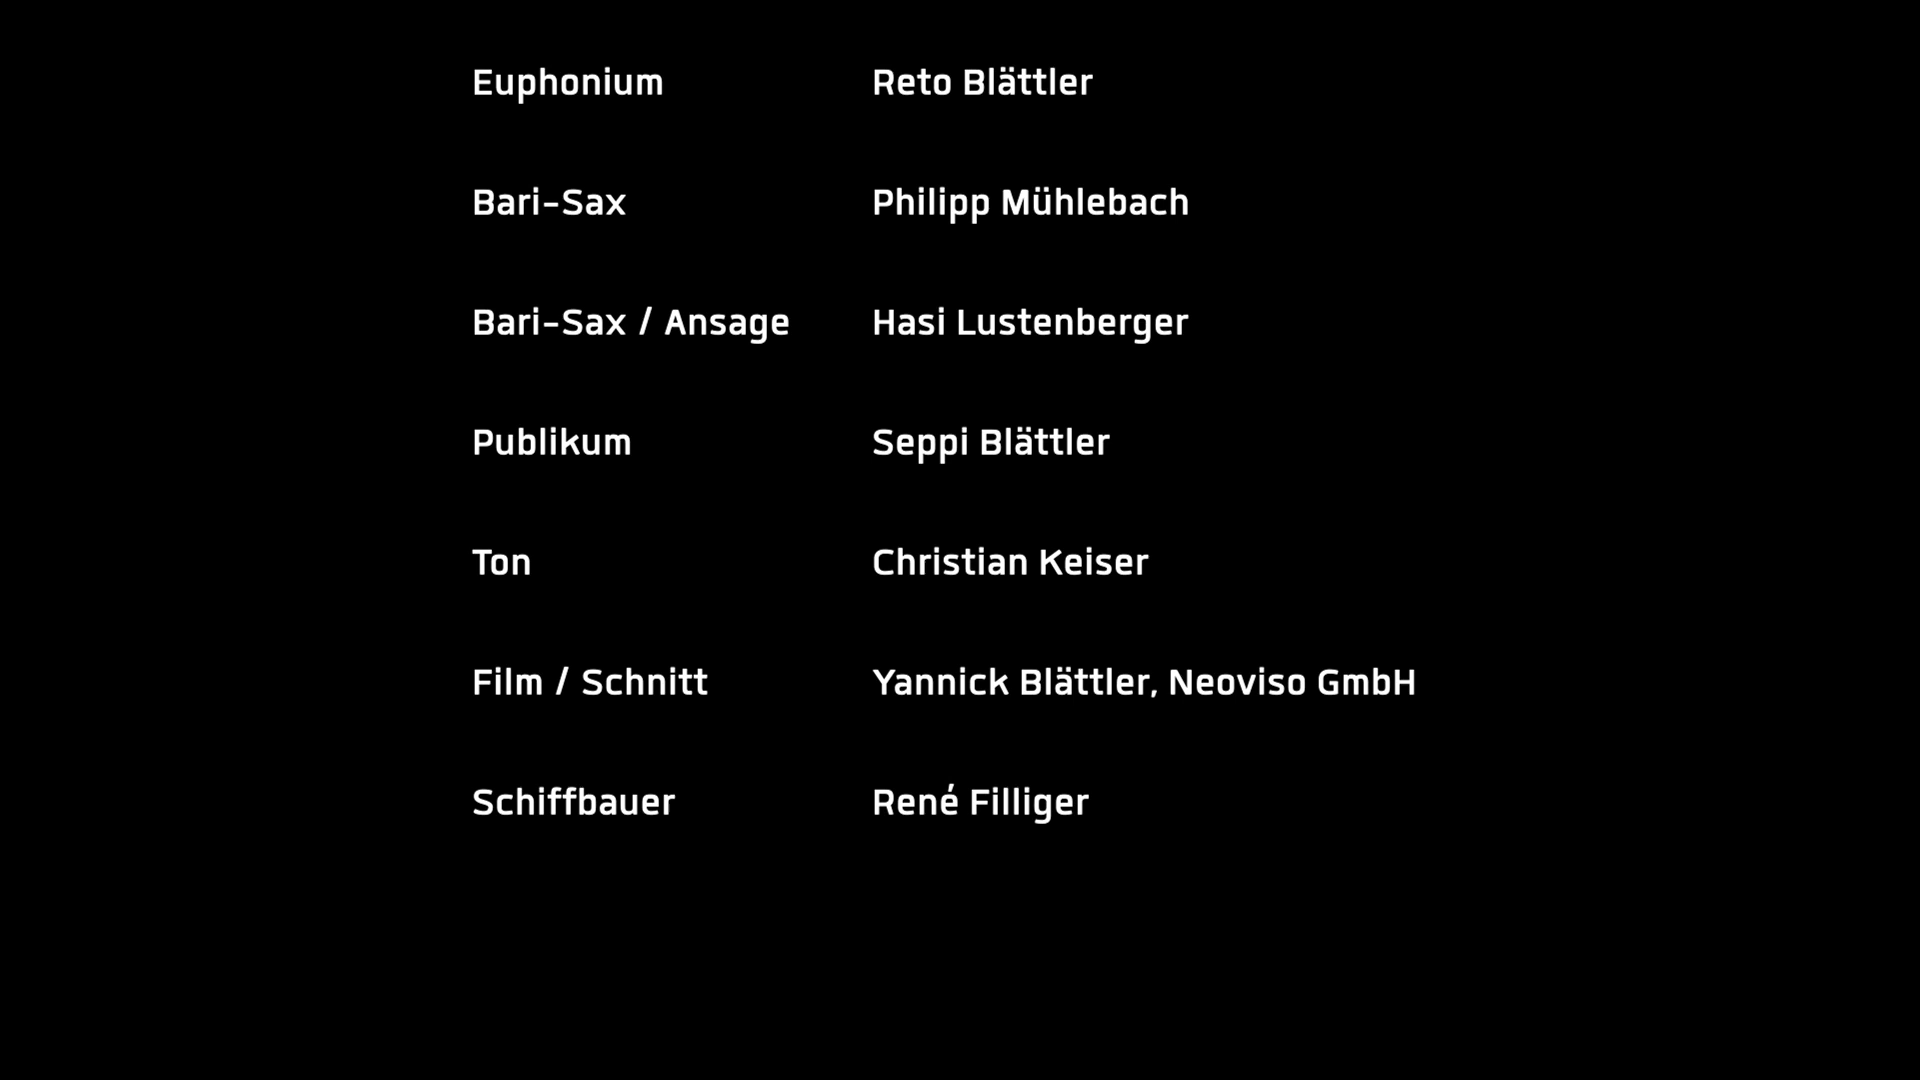 Euphonium Reto Blättler
Bari-Sax Philipp Mühlebach
Bari-Sax / Ansage Hasi Lustenberger
Publikum Seppi Blättler
Ton Christian Keiser
Film / Schnitt Yannick Blättler, Neoviso GmbH
Schiffbauer René Filliger